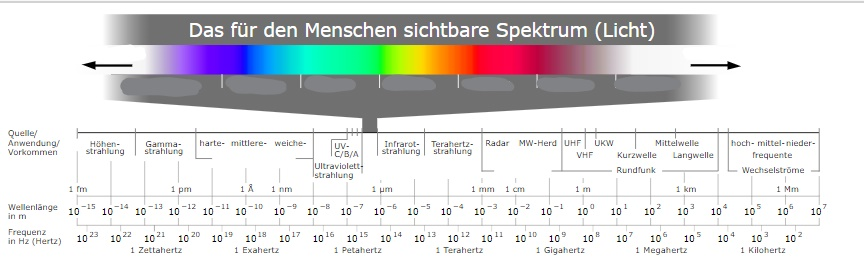 Das für den Menschen sichtbare Spektrum (Licht)
Quelle/
Anwendung/
Vorkommen
Höhen-
strahlung
Gamma-
strahlung
harte- mittlere- weiche-
UV-
C/B/A
Ultraviolett-
strahlung
Infrarot-
strahlung
Terahertz-
strahlung
Radar MW-Herd
UHF UKW
VHF
Mittelwelle
Kurzwelle Langwelle
Rundfunk
hoch- mittel- nieder-
frequente
Wechselströme
1 fm 1 pm 1 Å 1 nm 1 µm 1 mm 1 cm 1 m 1 km 1 Mm
Wellenlänge
in m
10⁻¹⁵ 10⁻¹⁴ 10⁻¹³ 10⁻¹² 10⁻¹¹ 10⁻¹⁰ 10⁻⁹ 10⁻⁸ 10⁻⁷ 10⁻⁶ 10⁻⁵ 10⁻⁴ 10⁻³ 10⁻² 10⁻¹ 10⁰ 10¹ 10² 10³ 10⁴ 10⁵ 10⁶ 10⁷
Frequenz
in Hz (Hertz)
10²³ 10²² 10²¹ 10²⁰ 10¹⁹ 10¹⁸ 10¹⁷ 10¹⁶ 10¹⁵ 10¹⁴ 10¹³ 10¹² 10¹¹ 10¹⁰ 10⁹ 10⁸ 10⁷ 10⁶ 10⁵ 10⁴ 10³ 10²
1 Zettahertz 1 Exahertz 1 Petahertz 1 Terahertz 1 Gigahertz 1 Megahertz 1 Kilohertz